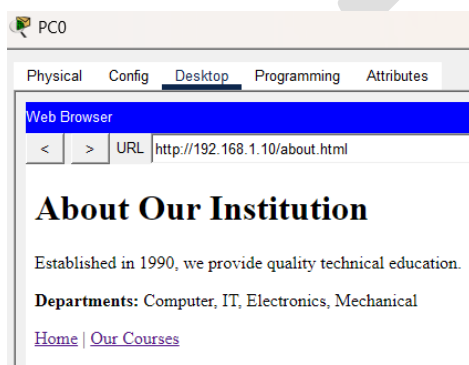 PC0
Physical Config Desktop Programming Attributes
Web Browser
< > URL http://192.168.1.10/about.html
About Our Institution
Established in 1990, we provide quality technical education.
Departments: Computer, IT, Electronics, Mechanical
Home | Our Courses